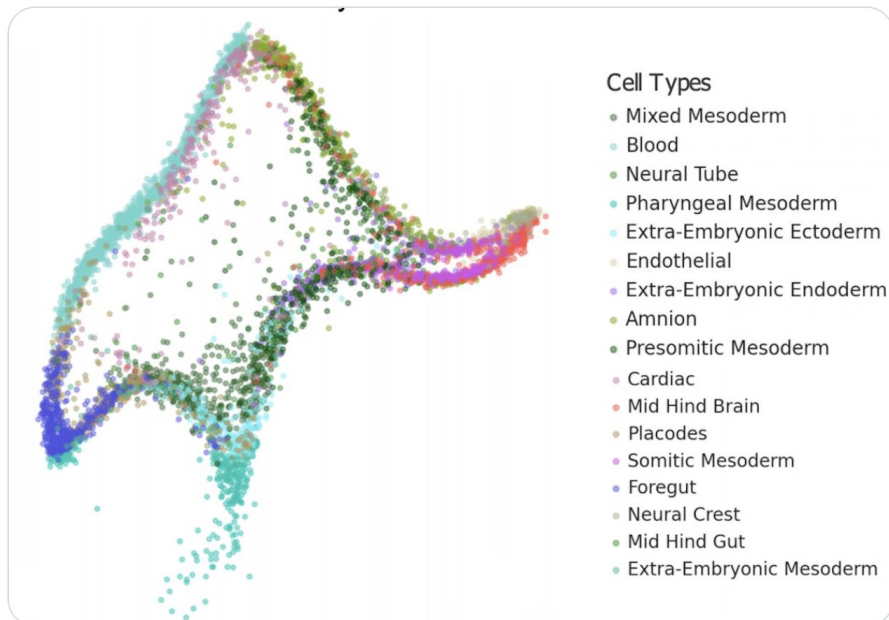 Cell Types
Mixed Mesoderm
Blood
Neural Tube
Pharyngeal Mesoderm
Extra-Embryonic Ectoderm
Endothelial
Extra-Embryonic Endoderm
Amnion
Presomitic Mesoderm
Cardiac
Mid Hind Brain
Placodes
Somitic Mesoderm
Foregut
Neural Crest
Mid Hind Gut
Extra-Embryonic Mesoderm